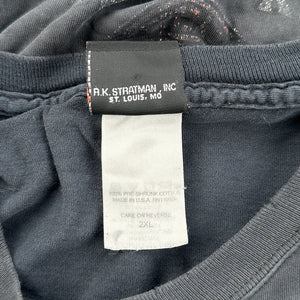 R.K. STRATMAN, INC
ST. LOUIS, MO
100% PRE-SHRUNK COTTON
MADE IN U.S.A.
CARE ON REVERSE
2XL